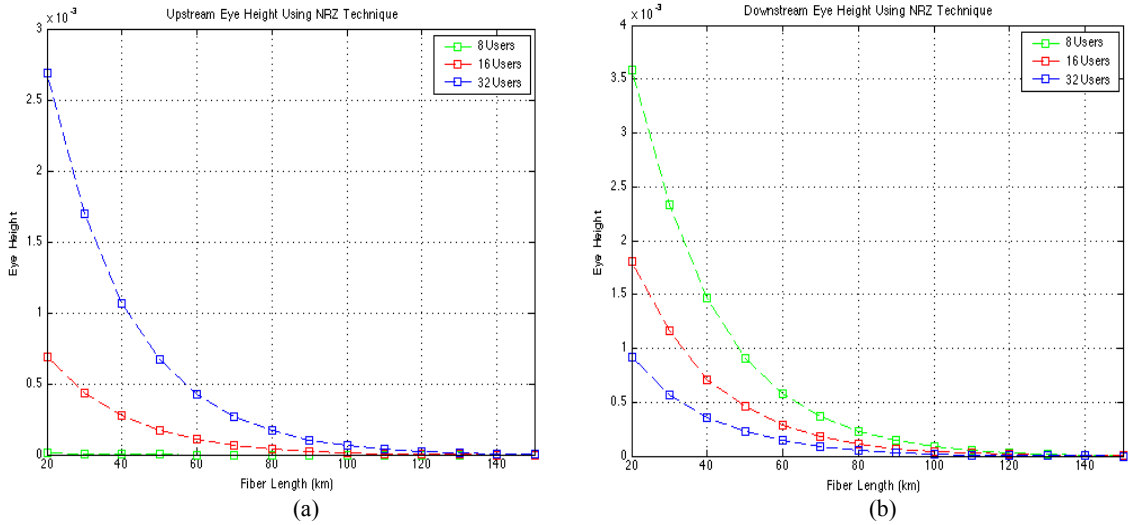 × 10⁻³
Upstream Eye Height Using NRZ Technique
3
2.5
2
1.5
1
0.5
0
20
40
60
80
100
120
140
Eye Height
Fiber Length (km)
8 Users
16 Users
32 Users
(a)
× 10⁻³
Downstream Eye Height Using NRZ Technique
4
3.5
3
2.5
2
1.5
1
0.5
0
20
40
60
80
100
120
140
Eye Height
Fiber Length (km)
8 Users
16 Users
32 Users
(b)